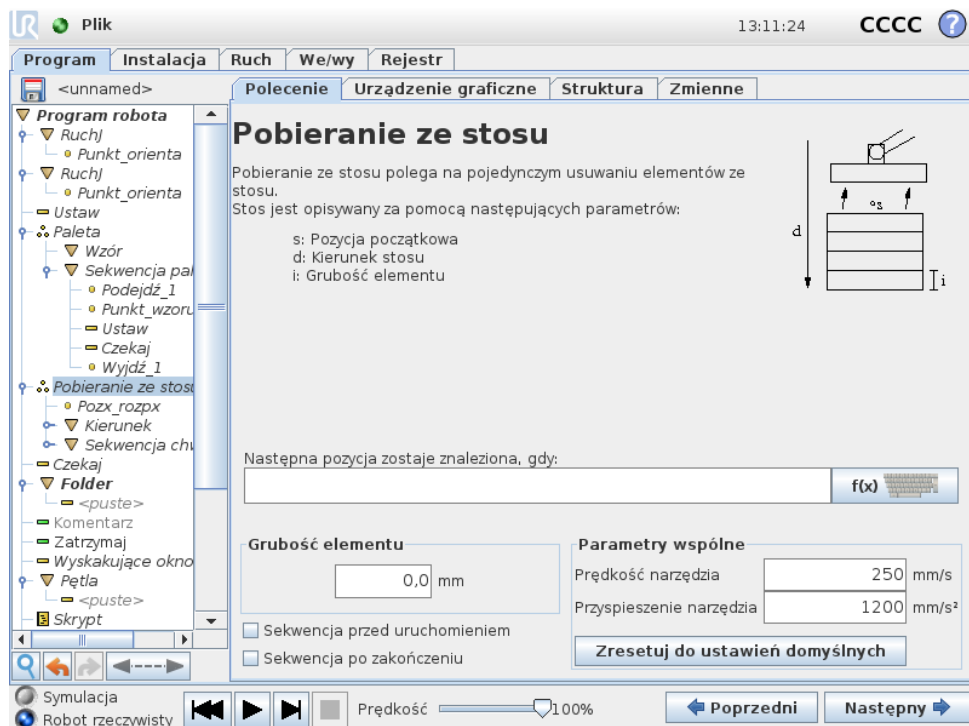 UR Plik 13:11:24 CCCC ?
Program Instalacja Ruch We/wy Rejestr
<unnamed>
Program robota
RuchJ
Punkt_orienta
RuchJ
Punkt_orienta
Ustaw
Paleta
Wzór
Sekwencja pal
Podejdź_1
Punkt_wzoru
Ustaw
Czekaj
Wyjdź_1
Pobieranie ze stosu
Pozx_rozpx
Kierunek
Sekwencja chw
Czekaj
Folder
<puste>
Komentarz
Zatrzymaj
Wyskakujące okno
Pętla
<puste>
Skrypt
Polecenie Urządzenie graficzne Struktura Zmienne
Pobieranie ze stosu
Pobieranie ze stosu polega na pojedynczym usuwaniu elementów ze
stosu.
Stos jest opisywany za pomocą następujących parametrów:
s: Pozycja początkowa
d: Kierunek stosu
i: Grubość elementu
d
s
i
Następna pozycja zostaje znaleziona, gdy:
f(x)
Grubość elementu
0,0 mm
Sekwencja przed uruchomieniem
Sekwencja po zakończeniu
Parametry wspólne
Prędkość narzędzia 250 mm/s
Przyspieszenie narzędzia 1200 mm/s²
Zresetuj do ustawień domyślnych
Symulacja
Robot rzeczywisty
Prędkość 100%
Poprzedni Następny